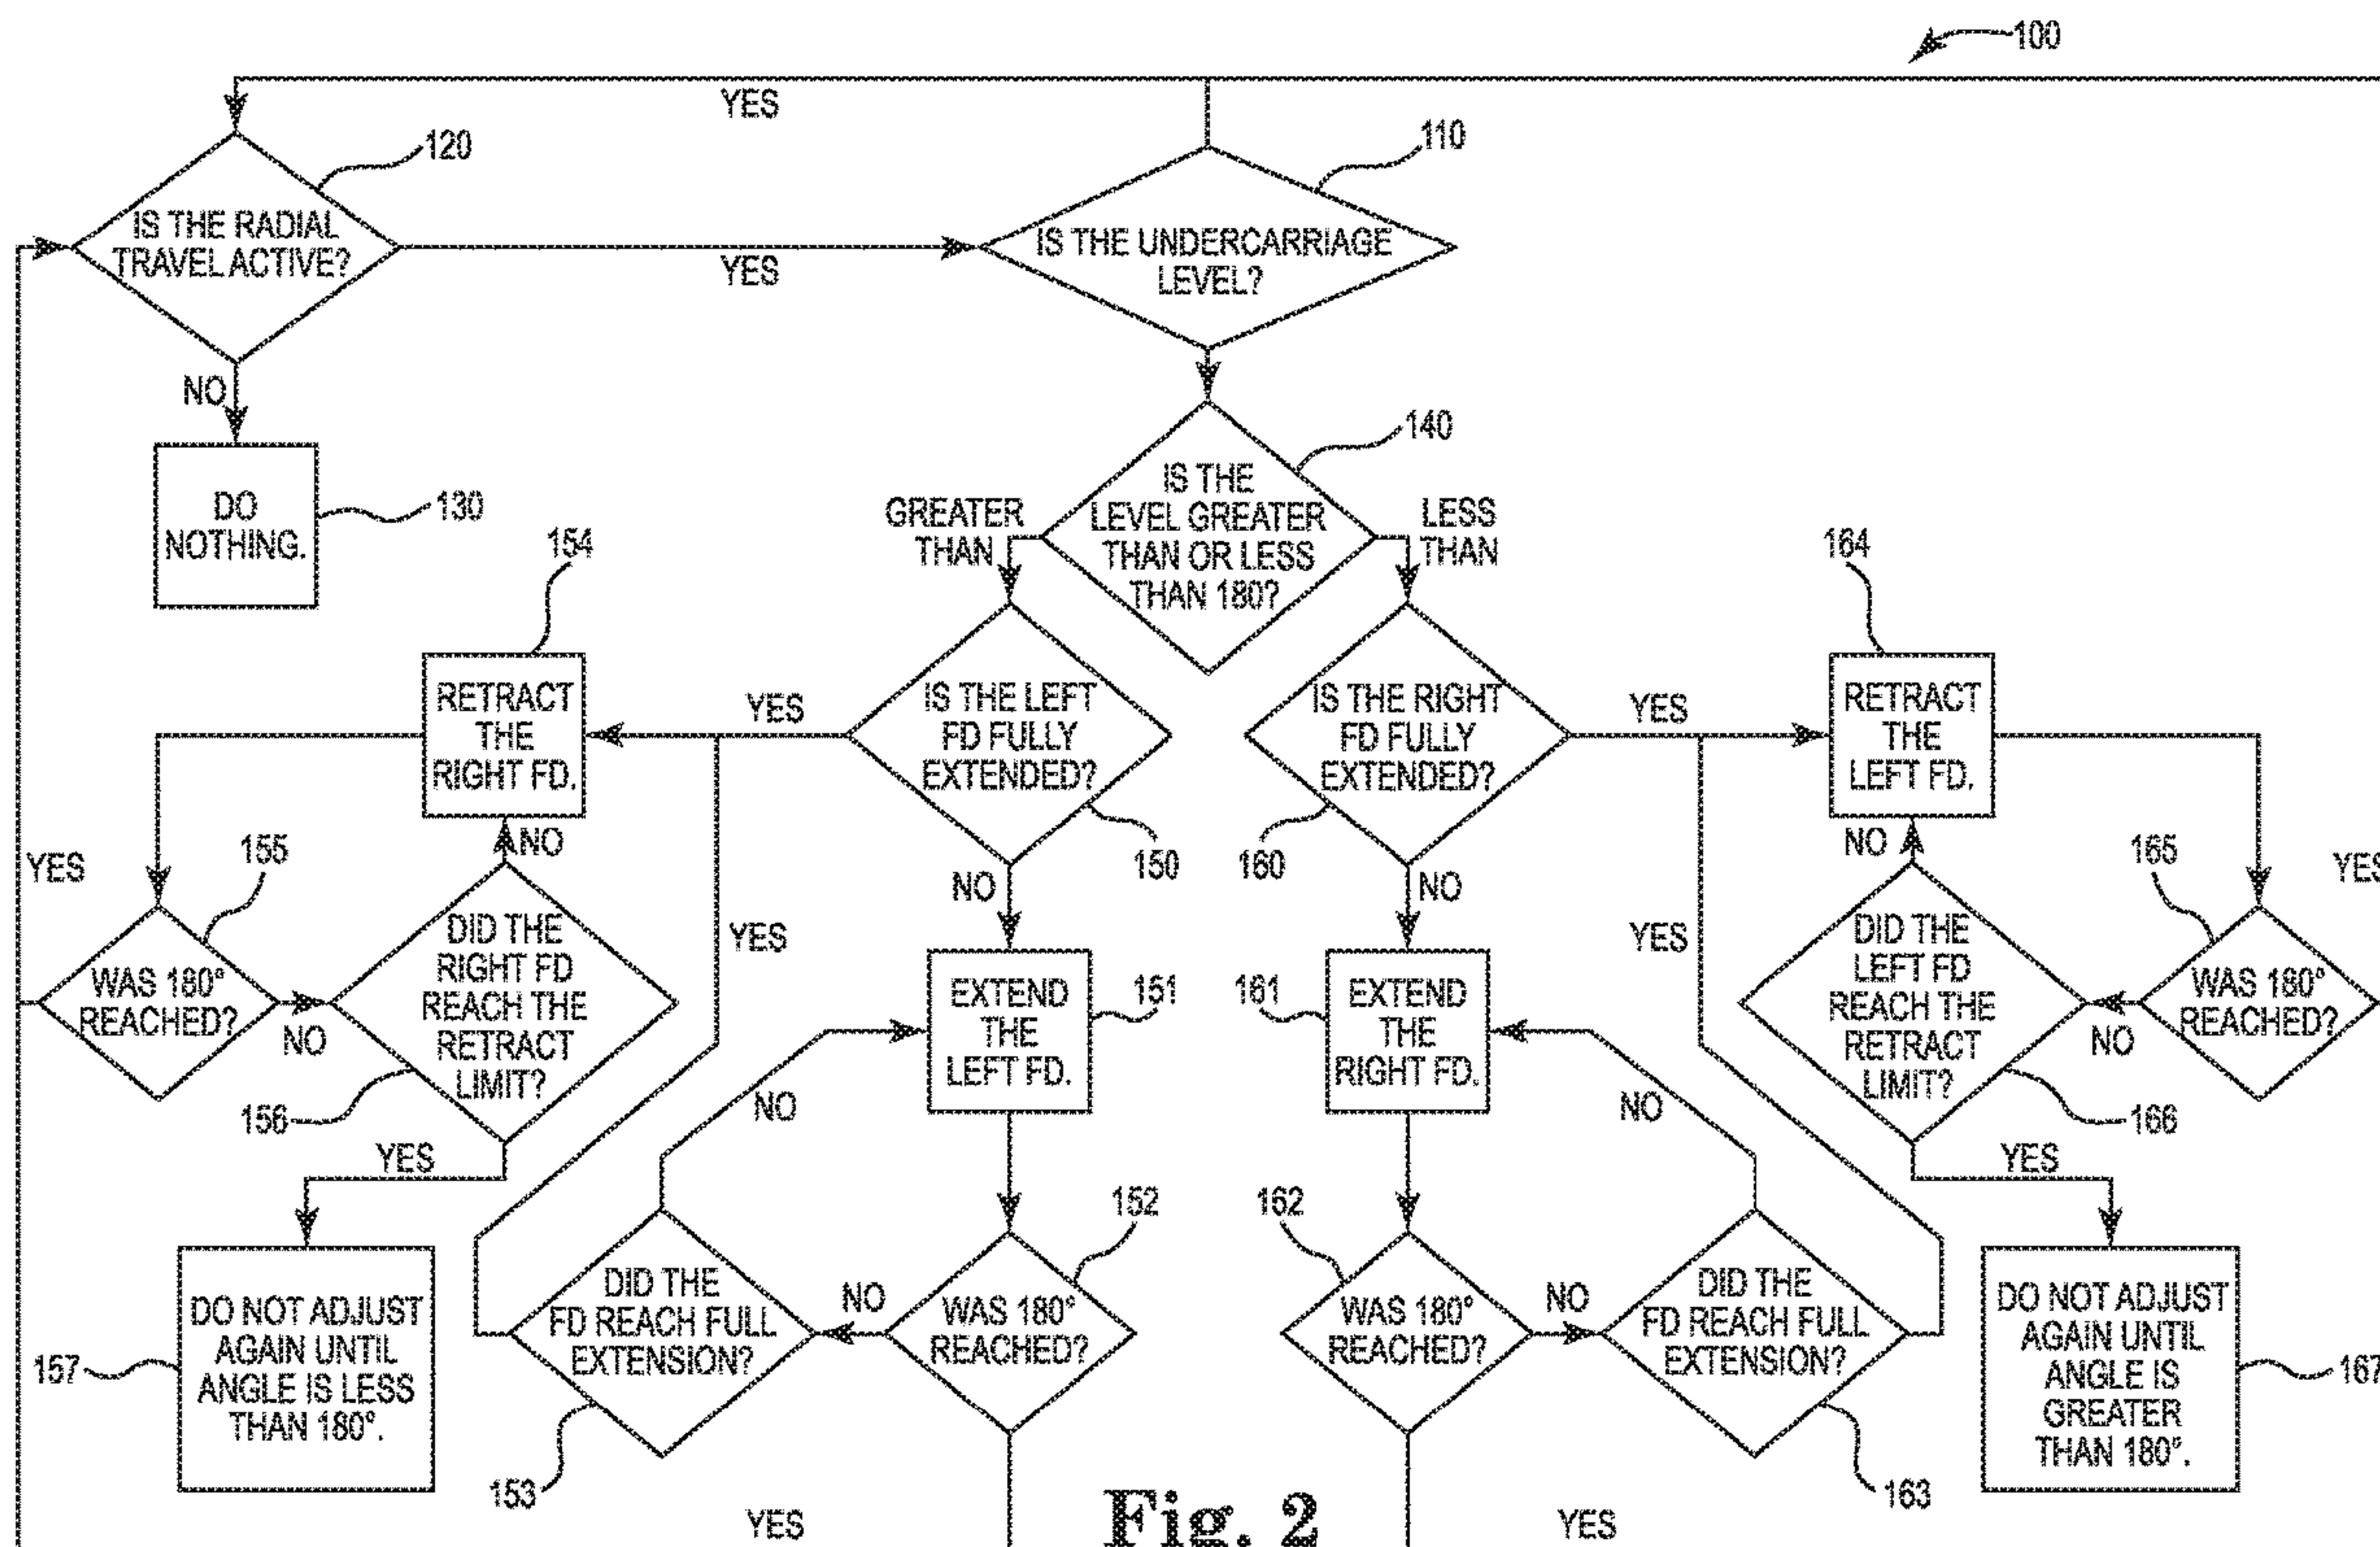 100
YES
120
110
IS THE RADIAL
TRAVEL ACTIVE?
YES
IS THE UNDERCARRIAGE
LEVEL?
NO
DO
NOTHING.
130
140
IS THE
LEVEL GREATER
THAN OR LESS
THAN 180?
GREATER
THAN
LESS
THAN
154
RETRACT
THE
RIGHT FD.
YES
IS THE LEFT
FD FULLY
EXTENDED?
150
IS THE RIGHT
FD FULLY
EXTENDED?
160
YES
164
RETRACT
THE
LEFT FD.
YES
155
WAS 180°
REACHED?
NO
NO
DID THE
RIGHT FD
REACH THE
RETRACT
LIMIT?
156
YES
YES
NO
EXTEND
THE
LEFT FD.
151
NO
161
EXTEND
THE
RIGHT FD.
YES
NO
DID THE
LEFT FD
REACH THE
RETRACT
LIMIT?
166
165
YES
WAS 180°
REACHED?
NO
NO
NO
YES
157
DO NOT ADJUST
AGAIN UNTIL
ANGLE IS LESS
THAN 180°.
DID THE
FD REACH FULL
EXTENSION?
153
NO
152
WAS 180°
REACHED?
162
WAS 180°
REACHED?
NO
DID THE
FD REACH FULL
EXTENSION?
163
DO NOT ADJUST
AGAIN UNTIL
ANGLE IS
GREATER
THAN 180°.
167
YES
Fig. 2
YES